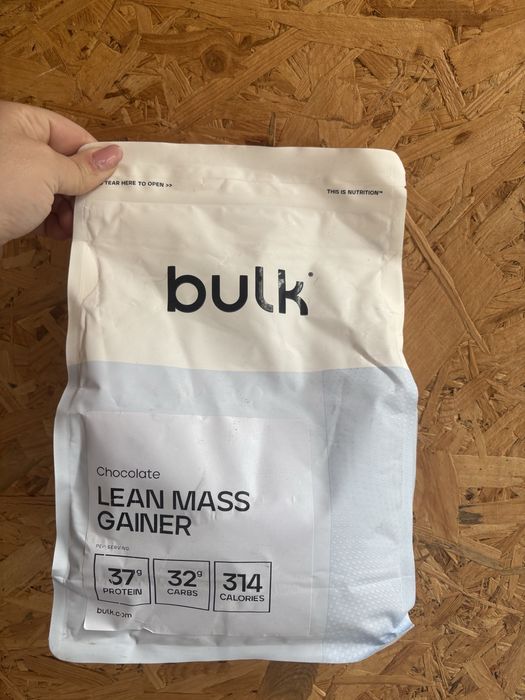 TEAR HERE TO OPEN >>
THIS IS NUTRITION™
bulk®
Chocolate
LEAN MASS
GAINER
PER SERVING
37g PROTEIN
32g CARBS
314 CALORIES
bulk.com